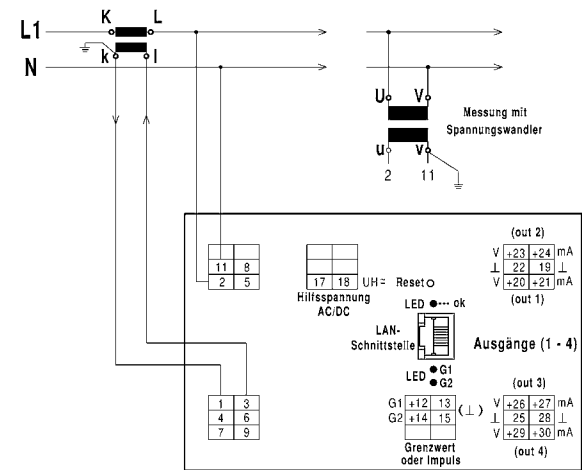 K L
L1
k l
N
U V
Messung mit
Spannungswandler
u v
2 11
(out 2)
11 8
V +23 +24 mA
⊥ 22 19 ⊥
2 5
17 18 UH= Reset
V +20 +21 mA
Hilfsspannung
AC/DC
(out 1)
LED ok
LAN-
Schnittstelle
Ausgänge (1 - 4)
LED G1
G2
(out 3)
1 3
G1 +12 13
V +26 +27 mA
4 6
G2 +14 15 (⊥)
⊥ 25 28 ⊥
7 9
V +29 +30 mA
Grenzwert
oder Impuls
(out 4)